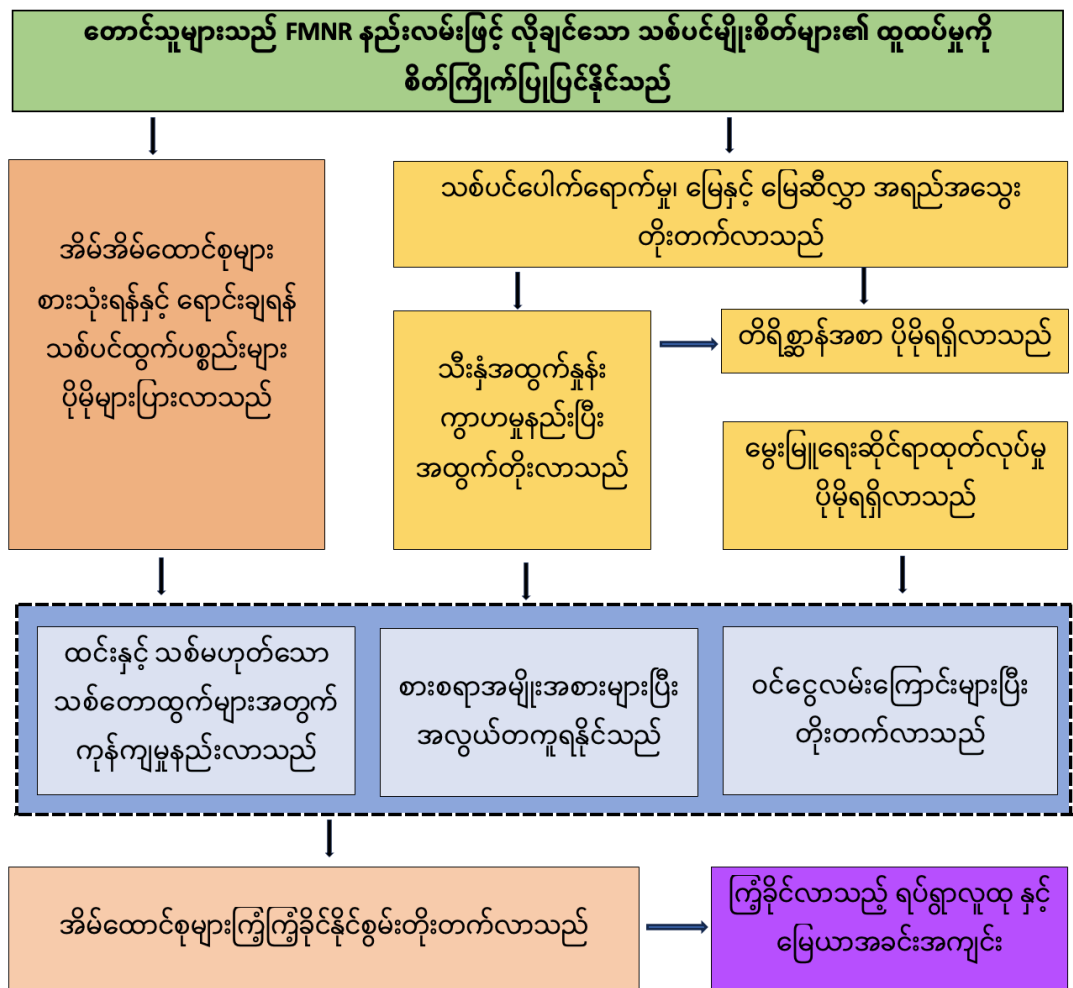 တောင်သူများသည် FMNR နည်းလမ်းဖြင့် လိုချင်သော သစ်ပင်မျိုးစိတ်များ၏ ထူထပ်မှုကို
စိတ်ကြိုက်ပြုပြင်နိုင်သည်
အိမ်အိမ်ထောင်စုများ
စားသုံးရန်နှင့် ရောင်းချရန်
သစ်ပင်ထွက်ပစ္စည်းများ
ပိုမိုများပြားလာသည်
သစ်ပင်ပေါက်ရောက်မှု၊ မြေနှင့် မြေဆီလွှာ အရည်အသွေး
တိုးတက်လာသည်
သီးနှံအထွက်နှုန်း
ကွာဟမှုနည်းပြီး
အထွက်တိုးလာသည်
တိရိစ္ဆာန်အစာ ပိုမိုရရှိလာသည်
မွေးမြူရေးဆိုင်ရာထုတ်လုပ်မှု
ပိုမိုရရှိလာသည်
ထင်းနှင့် သစ်မဟုတ်သော
သစ်တောထွက်များအတွက်
ကုန်ကျမှုနည်းလာသည်
စားစရာအမျိုးအစားများပြီး
အလွယ်တကူရနိုင်သည်
ဝင်ငွေလမ်းကြောင်းများပြီး
တိုးတက်လာသည်
အိမ်ထောင်စုများကြံ့ကြံ့ခိုင်နိုင်စွမ်းတိုးတက်လာသည်
ကြံ့ခိုင်လာသည့် ရပ်ရွာလူထု နှင့်
မြေယာအခင်းအကျင်း